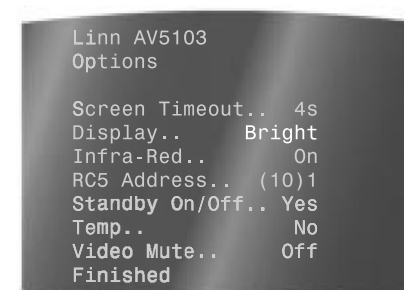 Linn AV5103
Options
Screen Timeout.. 4s
Display.. Bright
Infra-Red.. On
RC5 Address.. (10)1
Standby On/Off.. Yes
Temp.. No
Video Mute.. Off
Finished